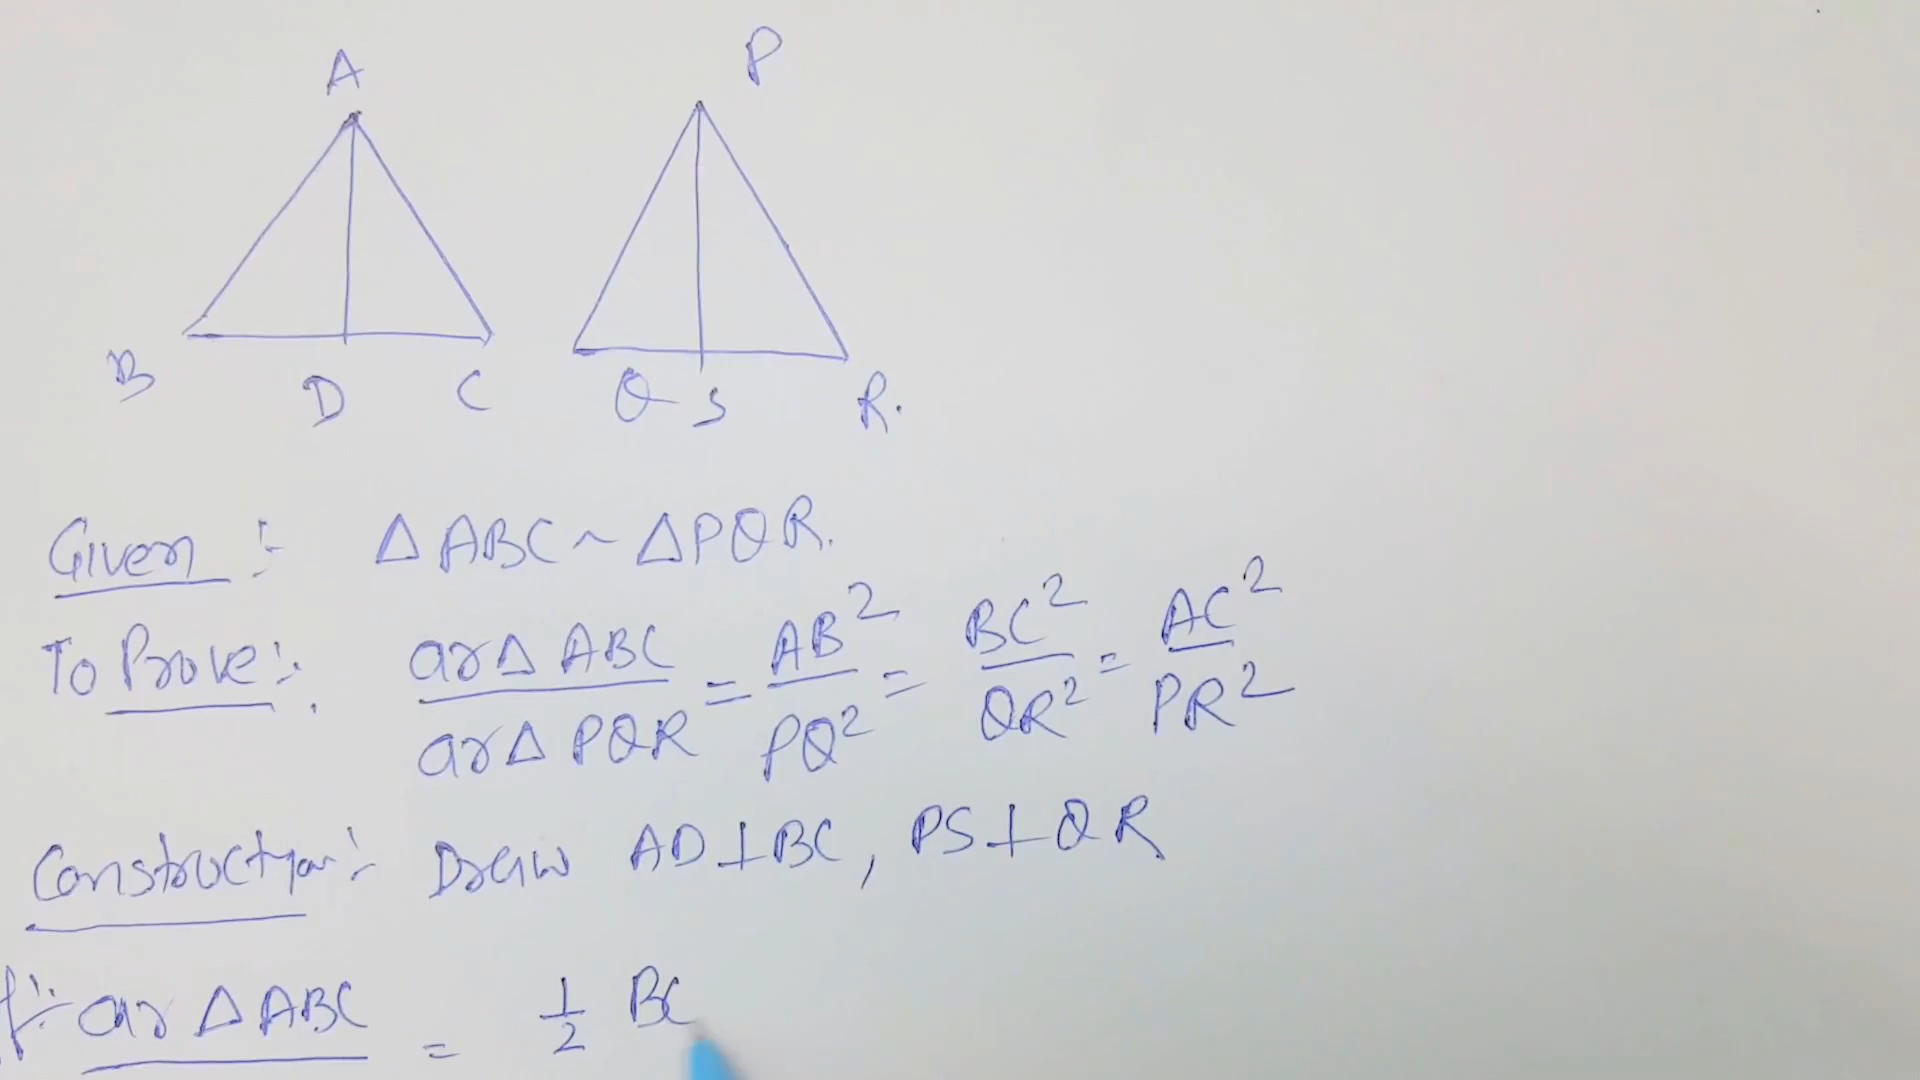 A P
B D C Q S R.
Given :- △ABC ~ △PQR.
To Prove:- ar△ABC / ar△PQR = AB² / PQ² = BC² / QR² = AC² / PR²
Construction:- Draw AD⊥BC, PS⊥QR
f:- ar△ABC = 1/2 BC